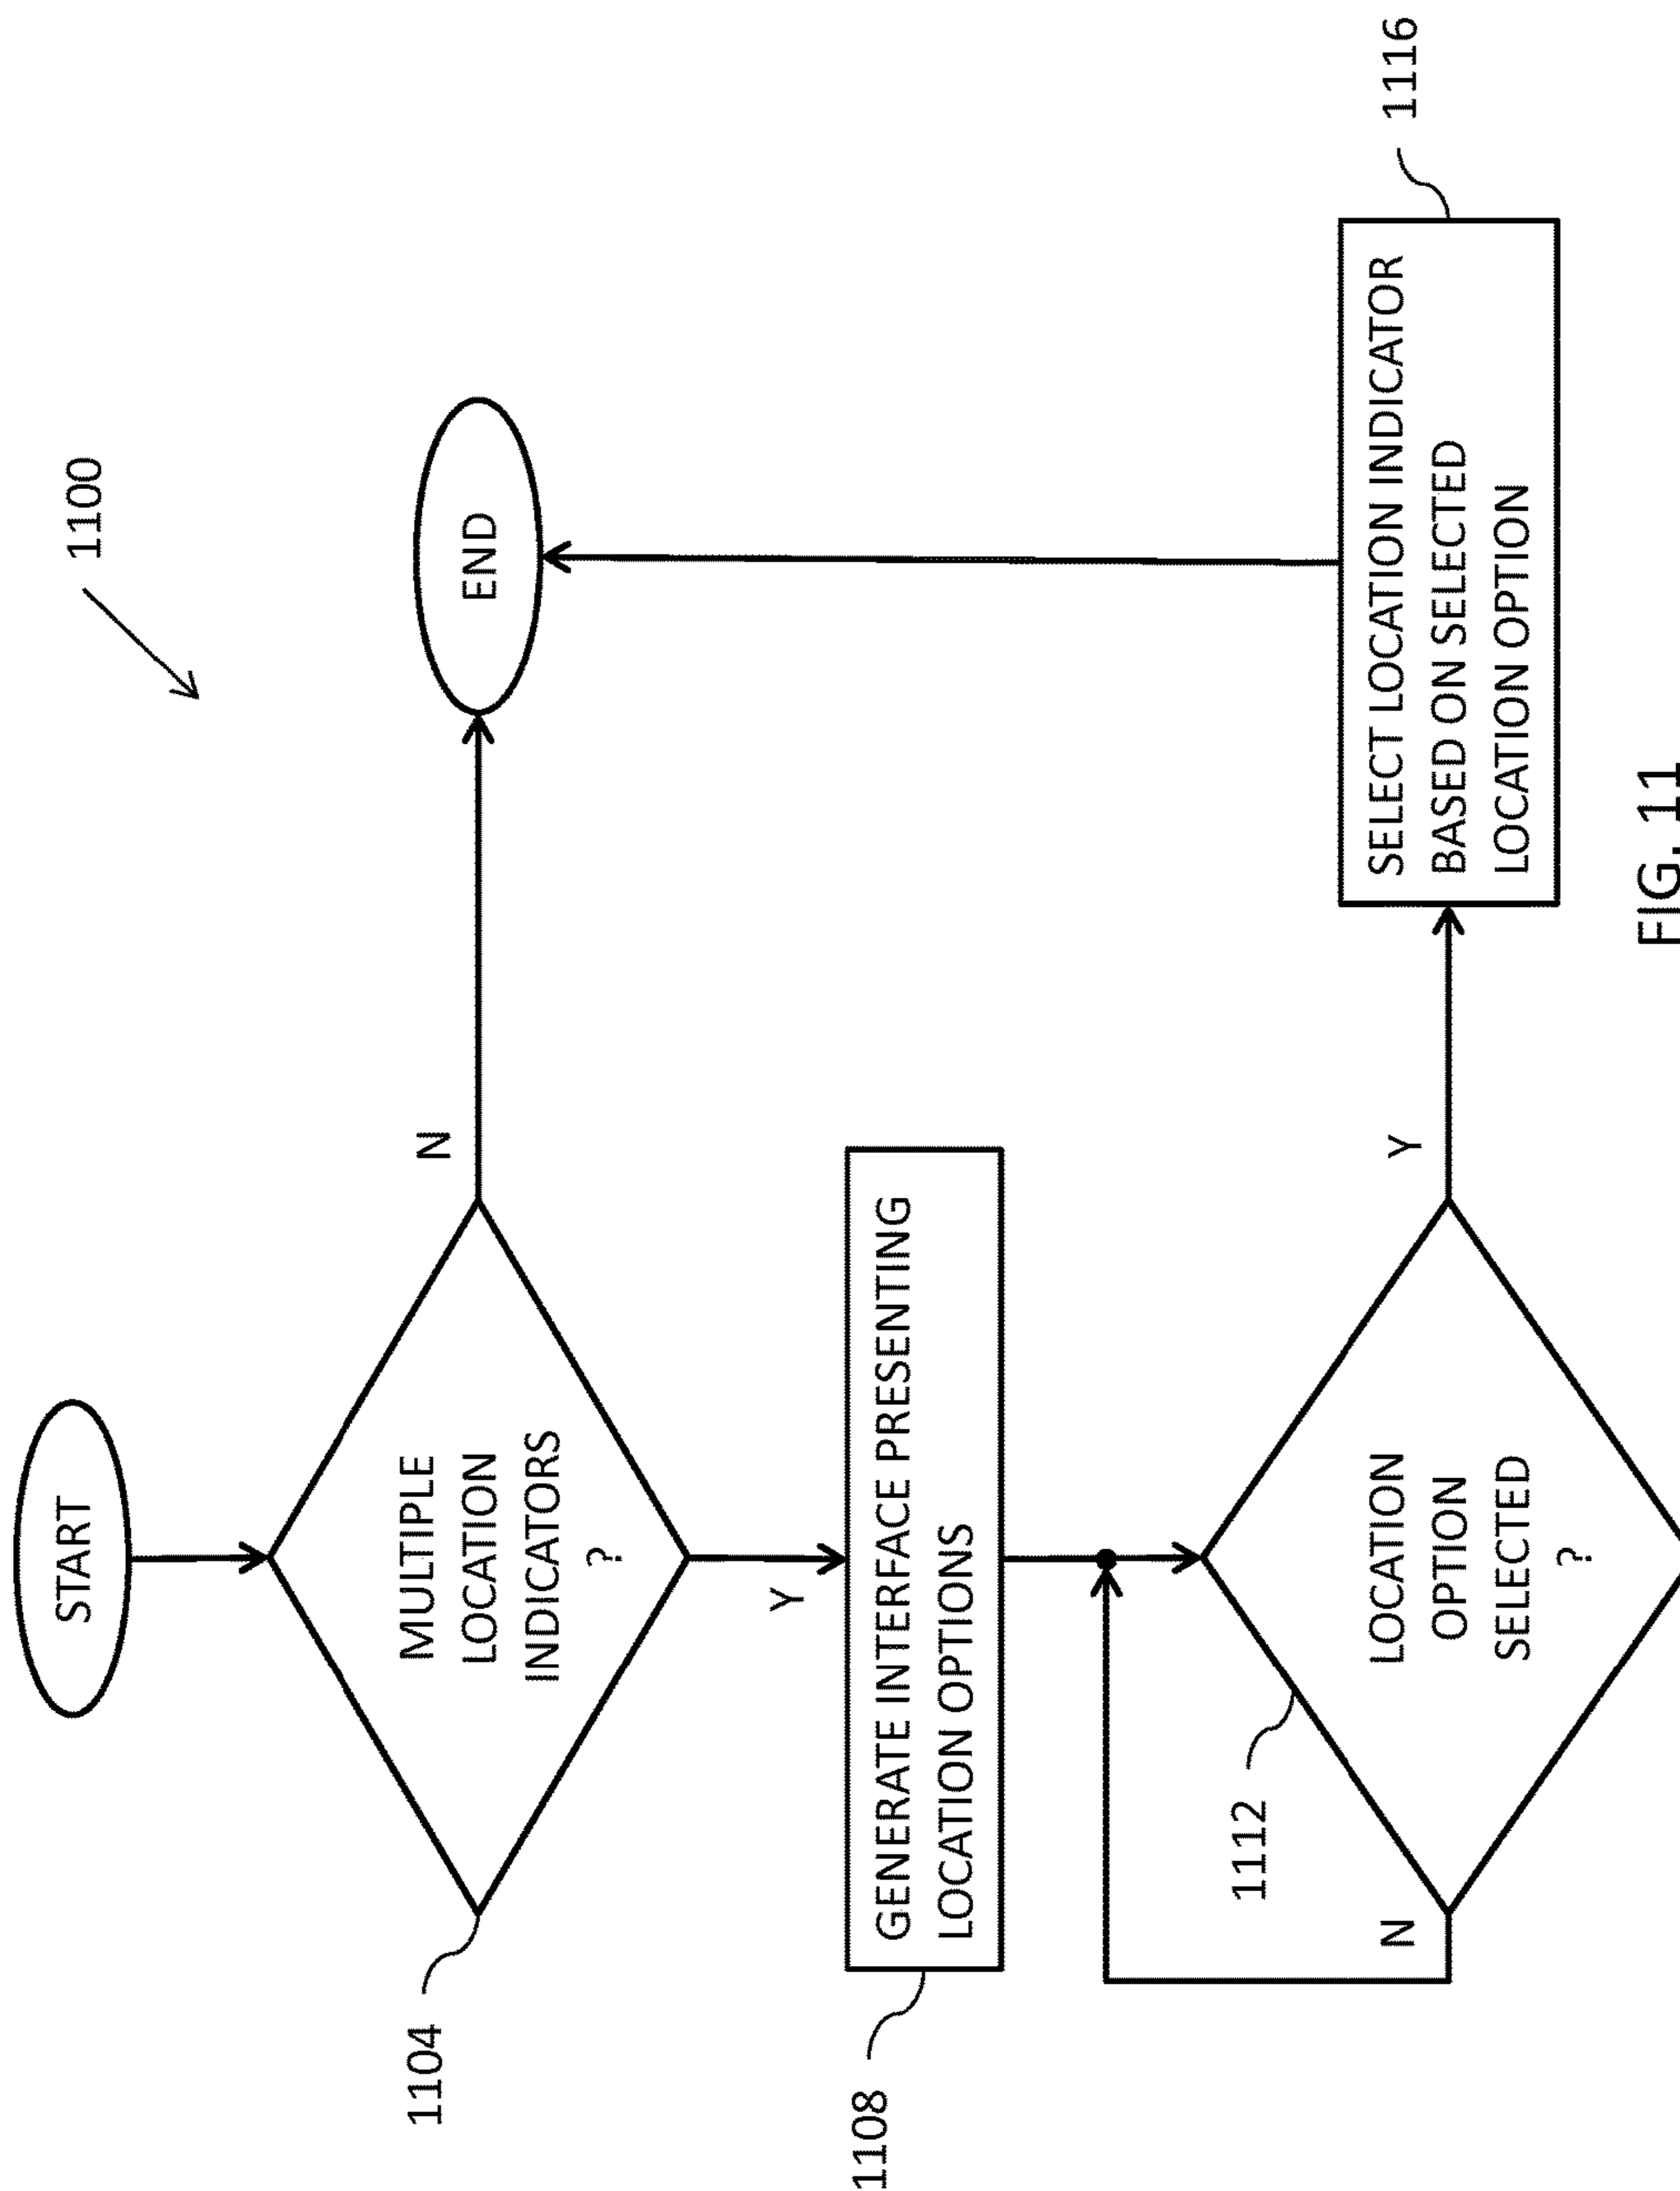 1100
START
1104
MULTIPLE
LOCATION
INDICATORS
?
N
END
Y
1108
GENERATE INTERFACE PRESENTING
LOCATION OPTIONS
1112
LOCATION
OPTION
SELECTED
?
N
Y
1116
SELECT LOCATION INDICATOR
BASED ON SELECTED
LOCATION OPTION
FIG. 11